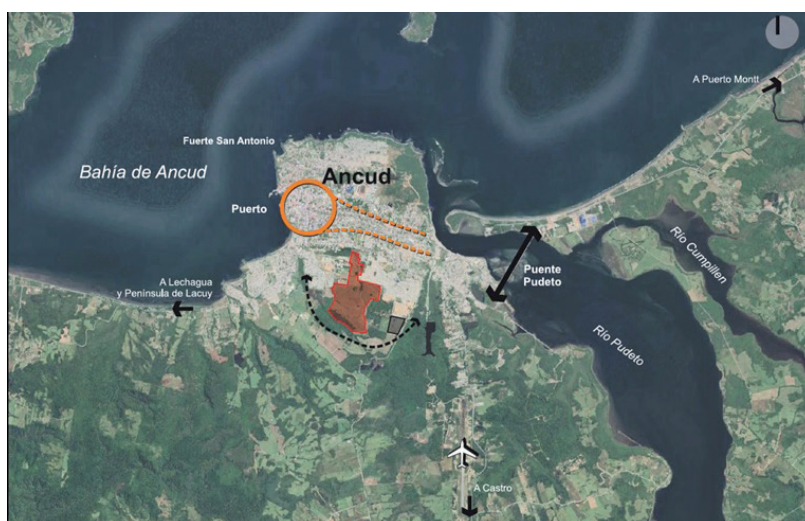 A Puerto Montt
Fuerte San Antonio
Bahía de Ancud
Ancud
Puerto
Río Cumpillen
Puente
Pudeto
A Lechagua
y Península de Lacuy
Río Pudeto
A Castro